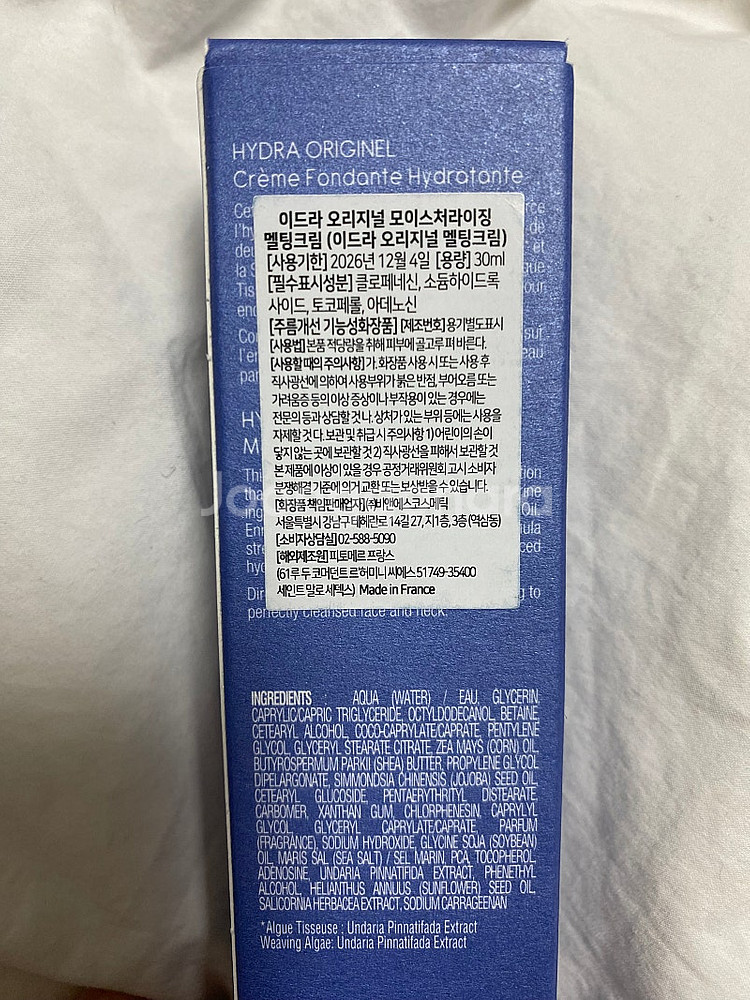 HYDRA ORIGINEL
Crème Fondante Hydratante
이드라 오리지널 모이스처라이징
멜팅크림 (이드라 오리지널 멜팅크림)
[사용기한] 2026년 12월 4일 [용량] 30ml
[필수표시성분] 클로페네신, 소듐하이드록
사이드, 토코페롤, 아데노신
[주름개선 기능성화장품] [제조번호] 용기별도표시
[사용법] 본품 적당량을 취해 피부에 골고루 펴 바른다.
[사용할 때의 주의사항] 가. 화장품 사용 시 또는 사용 후
직사광선에 의하여 사용부위가 붉은 반점, 부어오름 또는
가려움증 등의 이상 증상이나 부작용이 있는 경우에는
전문의 등과 상담할 것 나. 상처가 있는 부위 등에는 사용을
자제할 것 다. 보관 및 취급 시 주의사항 1) 어린이의 손이
닿지 않는 곳에 보관할 것 2) 직사광선을 피해서 보관할 것
본 제품에 이상이 있을 경우 공정거래위원회 고시 소비자
분쟁해결 기준에 의거 교환 또는 보상받을 수 있습니다.
[화장품 책임판매업자] ㈜비앤에스코스메틱
서울특별시 강남구 테헤란로 14길 27, 지1층, 3층 (역삼동)
[소비자상담실] 02-588-5090
[해외제조원] 피토메르 프랑스
(61루 두 코머던트 르'허미니 씨에스 51749-35400
세인트 말로 세덱스) Made in France
perfectly cleansed face and neck.
INGREDIENTS : AQUA (WATER) / EAU, GLYCERIN,
CAPRYLIC/CAPRIC TRIGLYCERIDE, OCTYLDODECANOL, BETAINE,
CETEARYL ALCOHOL, COCO-CAPRYLATE/CAPRATE, PENTYLENE
GLYCOL, GLYCERYL STEARATE CITRATE, ZEA MAYS (CORN) OIL,
BUTYROSPERMUM PARKII (SHEA) BUTTER, PROPYLENE GLYCOL
DIPELARGONATE, SIMMONDSIA CHINENSIS (JOJOBA) SEED OIL,
CETEARYL GLUCOSIDE, PENTAERYTHRITYL DISTEARATE,
CARBOMER, XANTHAN GUM, CHLORPHENESIN, CAPRYLYL
GLYCOL, GLYCERYL CAPRYLATE/CAPRATE, PARFUM
(FRAGRANCE), SODIUM HYDROXIDE, GLYCINE SOJA (SOYBEAN)
OIL, MARIS SAL (SEA SALT) / SEL MARIN, PCA, TOCOPHEROL,
ADENOSINE, UNDARIA PINNATIFIDA EXTRACT, PHENETHYL
ALCOHOL, HELIANTHUS ANNUUS (SUNFLOWER) SEED OIL,
SALICORNIA HERBACEA EXTRACT, SODIUM CARRAGEENAN
*Algue Tisseuse : Undaria Pinnatifada Extract
Weaving Algae: Undaria Pinnatifada Extract